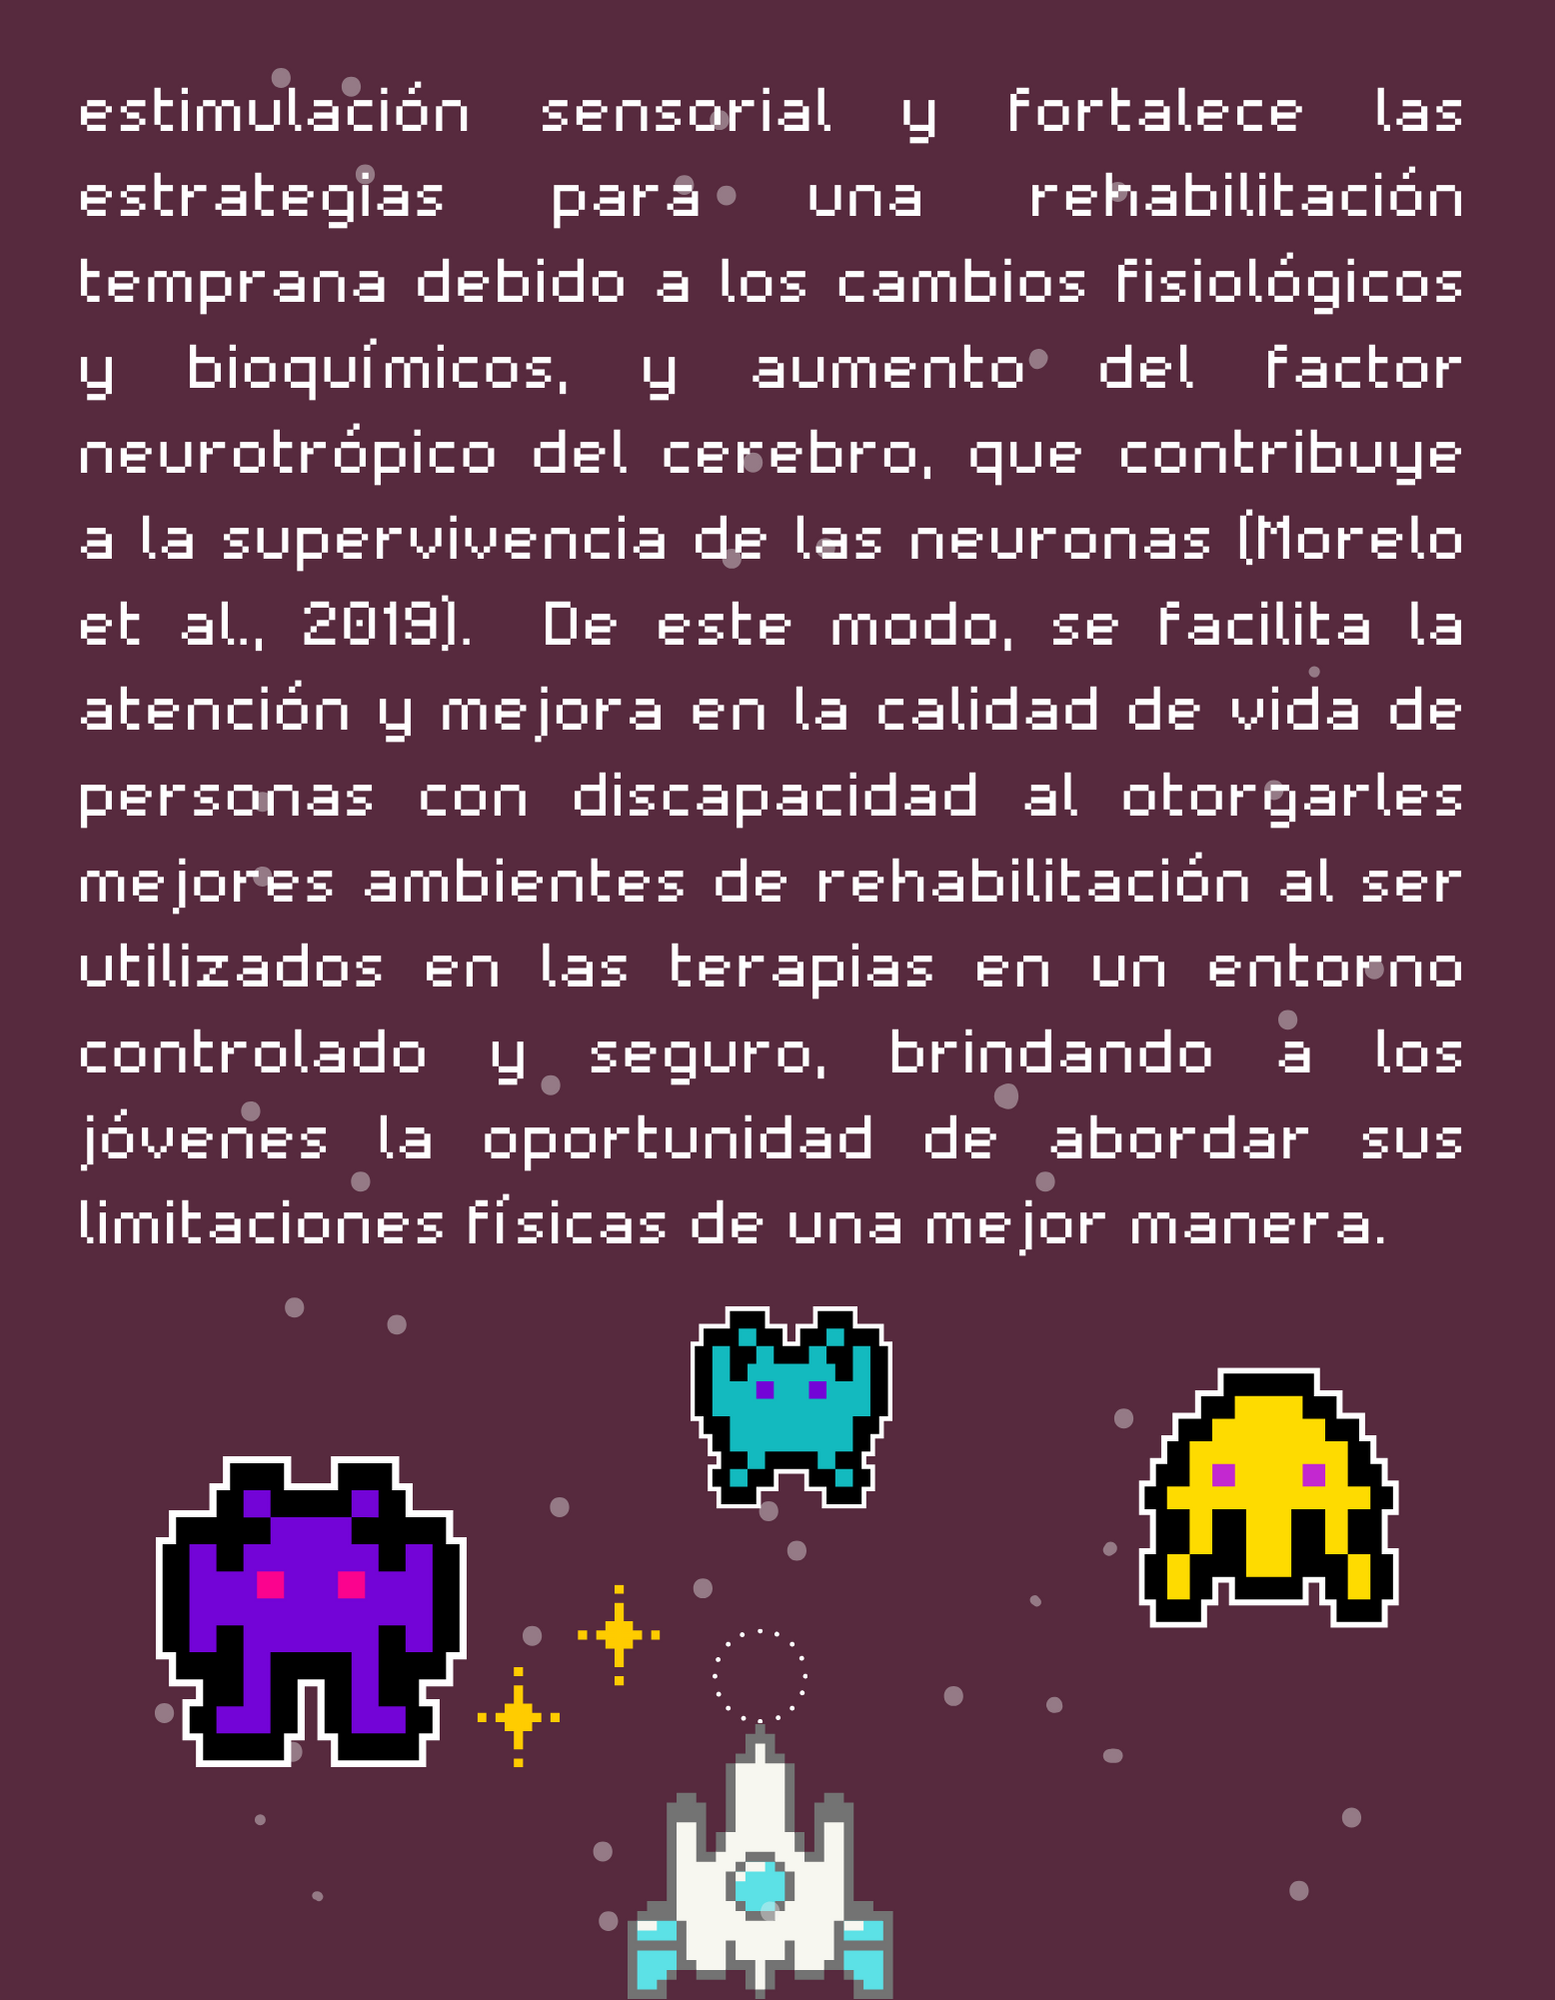 estimulación sensorial y fortalece las
estrategias para una rehabilitación
temprana debido a los cambios fisiológicos
y bioquímicos, y aumento del factor
neurotrópico del cerebro, que contribuye
a la supervivencia de las neuronas (Morelo
et al., 2019). De este modo, se facilita la
atención y mejora en la calidad de vida de
personas con discapacidad al otorgarles
mejores ambientes de rehabilitación al ser
utilizados en las terapias en un entorno
controlado y seguro, brindando a los
jóvenes la oportunidad de abordar sus
limitaciones físicas de una mejor manera.